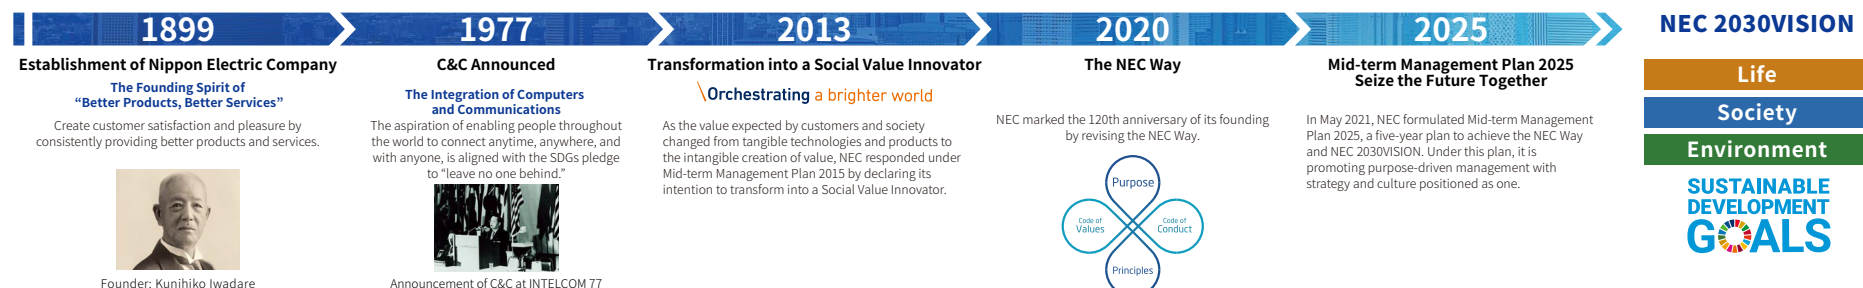 1899
Establishment of Nippon Electric Company
The Founding Spirit of
“Better Products, Better Services”
Create customer satisfaction and pleasure by
consistently providing better products and services.
Founder: Kunihiko Iwadare
1977
C&C Announced
The Integration of Computers
and Communications
The aspiration of enabling people throughout
the world to connect anytime, anywhere, and
with anyone, is aligned with the SDGs pledge
to “leave no one behind.”
Announcement of C&C at INTELCOM 77
2013
Transformation into a Social Value Innovator
\Orchestrating a brighter world
As the value expected by customers and society
changed from tangible technologies and products to
the intangible creation of value, NEC responded under
Mid-term Management Plan 2015 by declaring its
intention to transform into a Social Value Innovator.
2020
The NEC Way
NEC marked the 120th anniversary of its founding
by revising the NEC Way.
Purpose
Code of
Values
Code of
Conduct
Principles
2025
Mid-term Management Plan 2025
Seize the Future Together
In May 2021, NEC formulated Mid-term Management
Plan 2025, a five-year plan to achieve the NEC Way
and NEC 2030VISION. Under this plan, it is
promoting purpose-driven management with
strategy and culture positioned as one.
NEC 2030VISION
Life
Society
Environment
SUSTAINABLE
DEVELOPMENT
GOALS